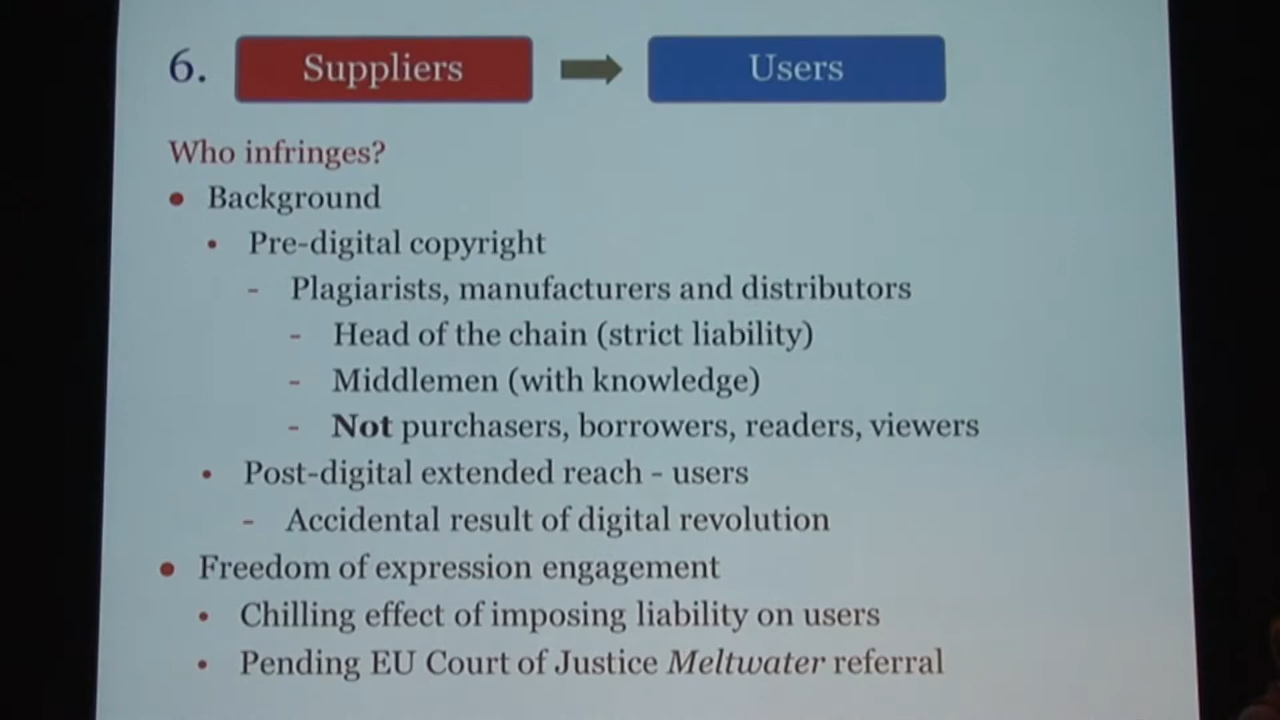 6. Suppliers Users
Who infringes?
• Background
• Pre-digital copyright
- Plagiarists, manufacturers and distributors
- Head of the chain (strict liability)
- Middlemen (with knowledge)
- Not purchasers, borrowers, readers, viewers
• Post-digital extended reach - users
- Accidental result of digital revolution
• Freedom of expression engagement
• Chilling effect of imposing liability on users
• Pending EU Court of Justice Meltwater referral